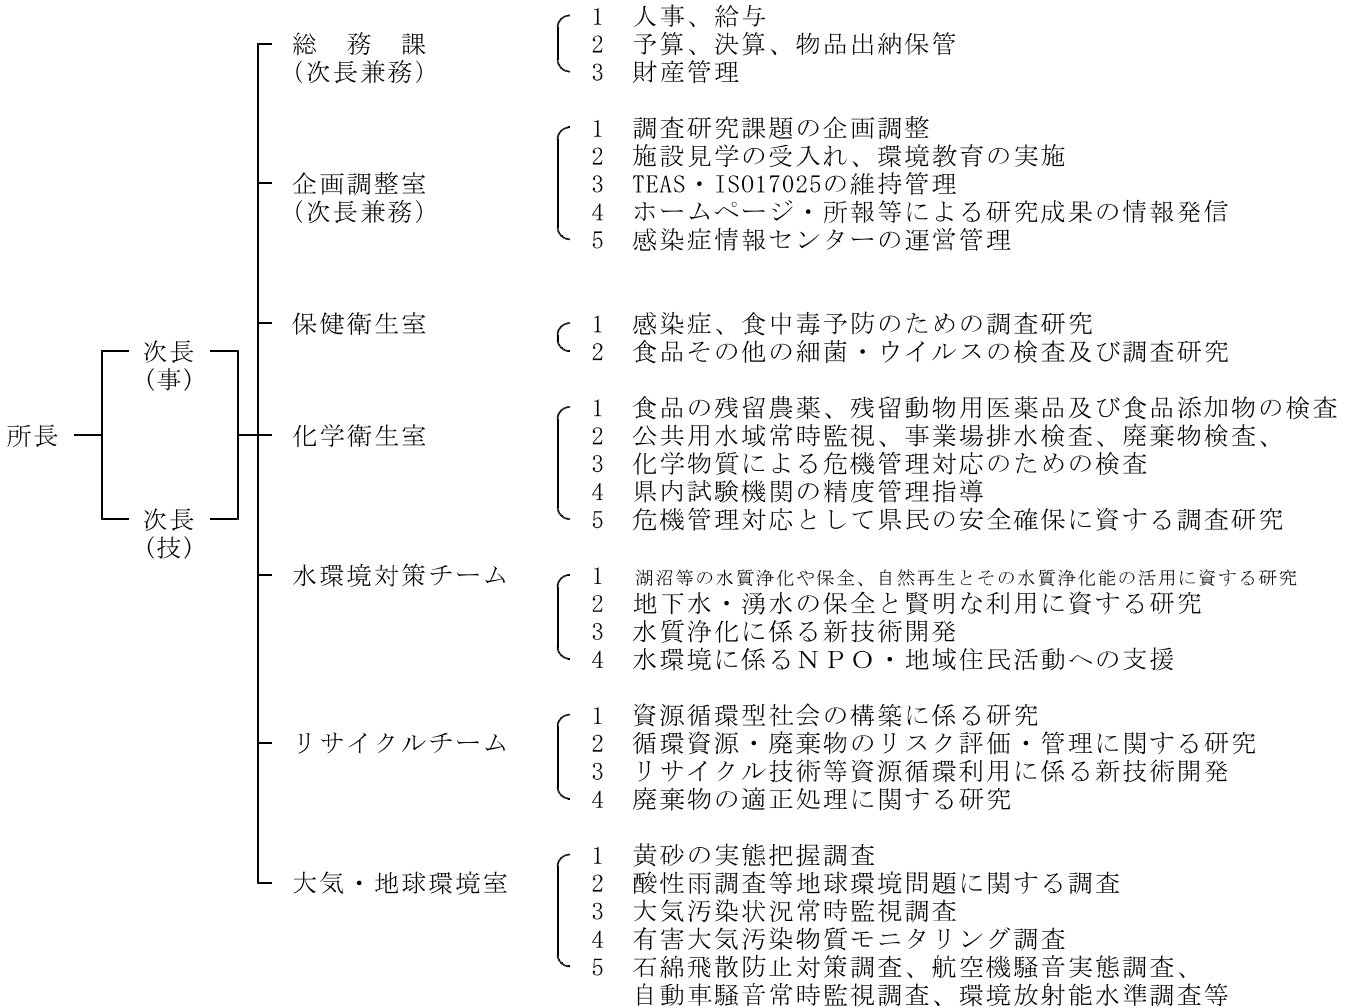 所長
次長
（事）
次長
（技）
総　務　課
（次長兼務）
1　人事、給与
2　予算、決算、物品出納保管
3　財産管理
企画調整室
（次長兼務）
1　調査研究課題の企画調整
2　施設見学の受入れ、環境教育の実施
3　TEAS・ISO17025の維持管理
4　ホームページ・所報等による研究成果の情報発信
5　感染症情報センターの運営管理
保健衛生室
1　感染症、食中毒予防のための調査研究
2　食品その他の細菌・ウイルスの検査及び調査研究
化学衛生室
1　食品の残留農薬、残留動物用医薬品及び食品添加物の検査
2　公共用水域常時監視、事業場排水検査、廃棄物検査、
3　化学物質による危機管理対応のための検査
4　県内試験機関の精度管理指導
5　危機管理対応として県民の安全確保に資する調査研究
水環境対策チーム
1　湖沼等の水質浄化や保全、自然再生とその水質浄化能の活用に資する研究
2　地下水・湧水の保全と賢明な利用に資する研究
3　水質浄化に係る新技術開発
4　水環境に係るＮＰＯ・地域住民活動への支援
リサイクルチーム
1　資源循環型社会の構築に係る研究
2　循環資源・廃棄物のリスク評価・管理に関する研究
3　リサイクル技術等資源循環利用に係る新技術開発
4　廃棄物の適正処理に関する研究
大気・地球環境室
1　黄砂の実態把握調査
2　酸性雨調査等地球環境問題に関する調査
3　大気汚染状況常時監視調査
4　有害大気汚染物質モニタリング調査
5　石綿飛散防止対策調査、航空機騒音実態調査、
自動車騒音常時監視調査、環境放射能水準調査等